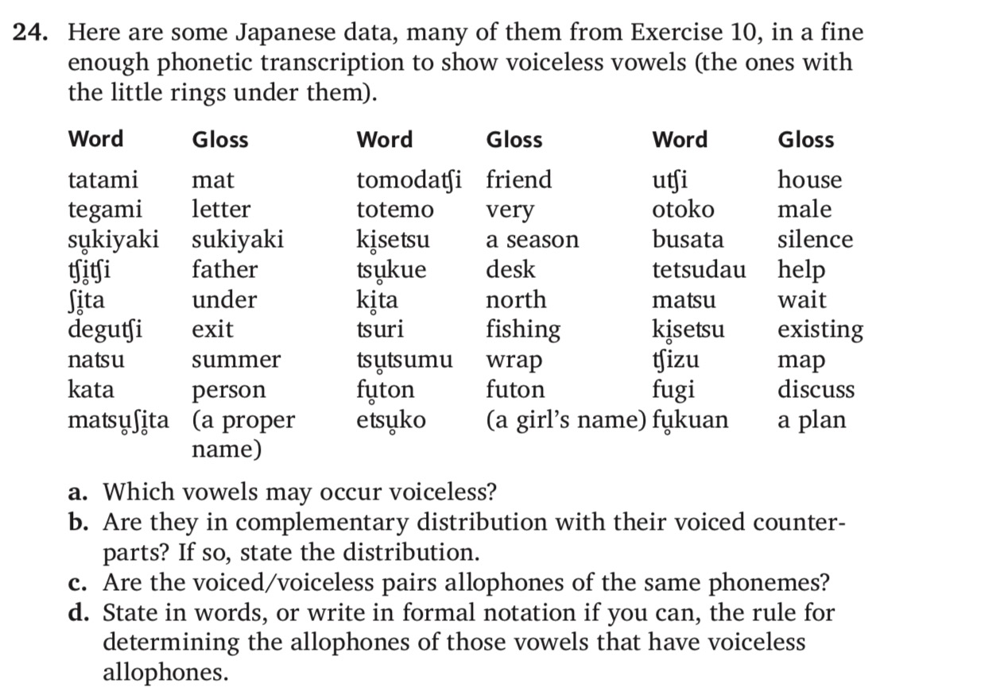 24. Here are some Japanese data, many of them from Exercise 10, in a fine
enough phonetic transcription to show voiceless vowels (the ones with
the little rings under them).
Word Gloss Word Gloss Word Gloss
tatami mat tomodaʧi friend uʧi house
tegami letter totemo very otoko male
su̥kiyaki sukiyaki ki̥setsu a season busata silence
ʧi̥ʧi father tsu̥kue desk tetsudau help
ʃi̥ta under ki̥ta north matsu wait
deguʧi exit tsuri fishing ki̥setsu existing
natsu summer tsu̥tsumu wrap ʧizu map
kata person fu̥ton futon fugi discuss
matsu̥ʃi̥ta (a proper etsu̥ko (a girl’s name) fu̥kuan a plan
name)
a. Which vowels may occur voiceless?
b. Are they in complementary distribution with their voiced counter-
parts? If so, state the distribution.
c. Are the voiced/voiceless pairs allophones of the same phonemes?
d. State in words, or write in formal notation if you can, the rule for
determining the allophones of those vowels that have voiceless
allophones.